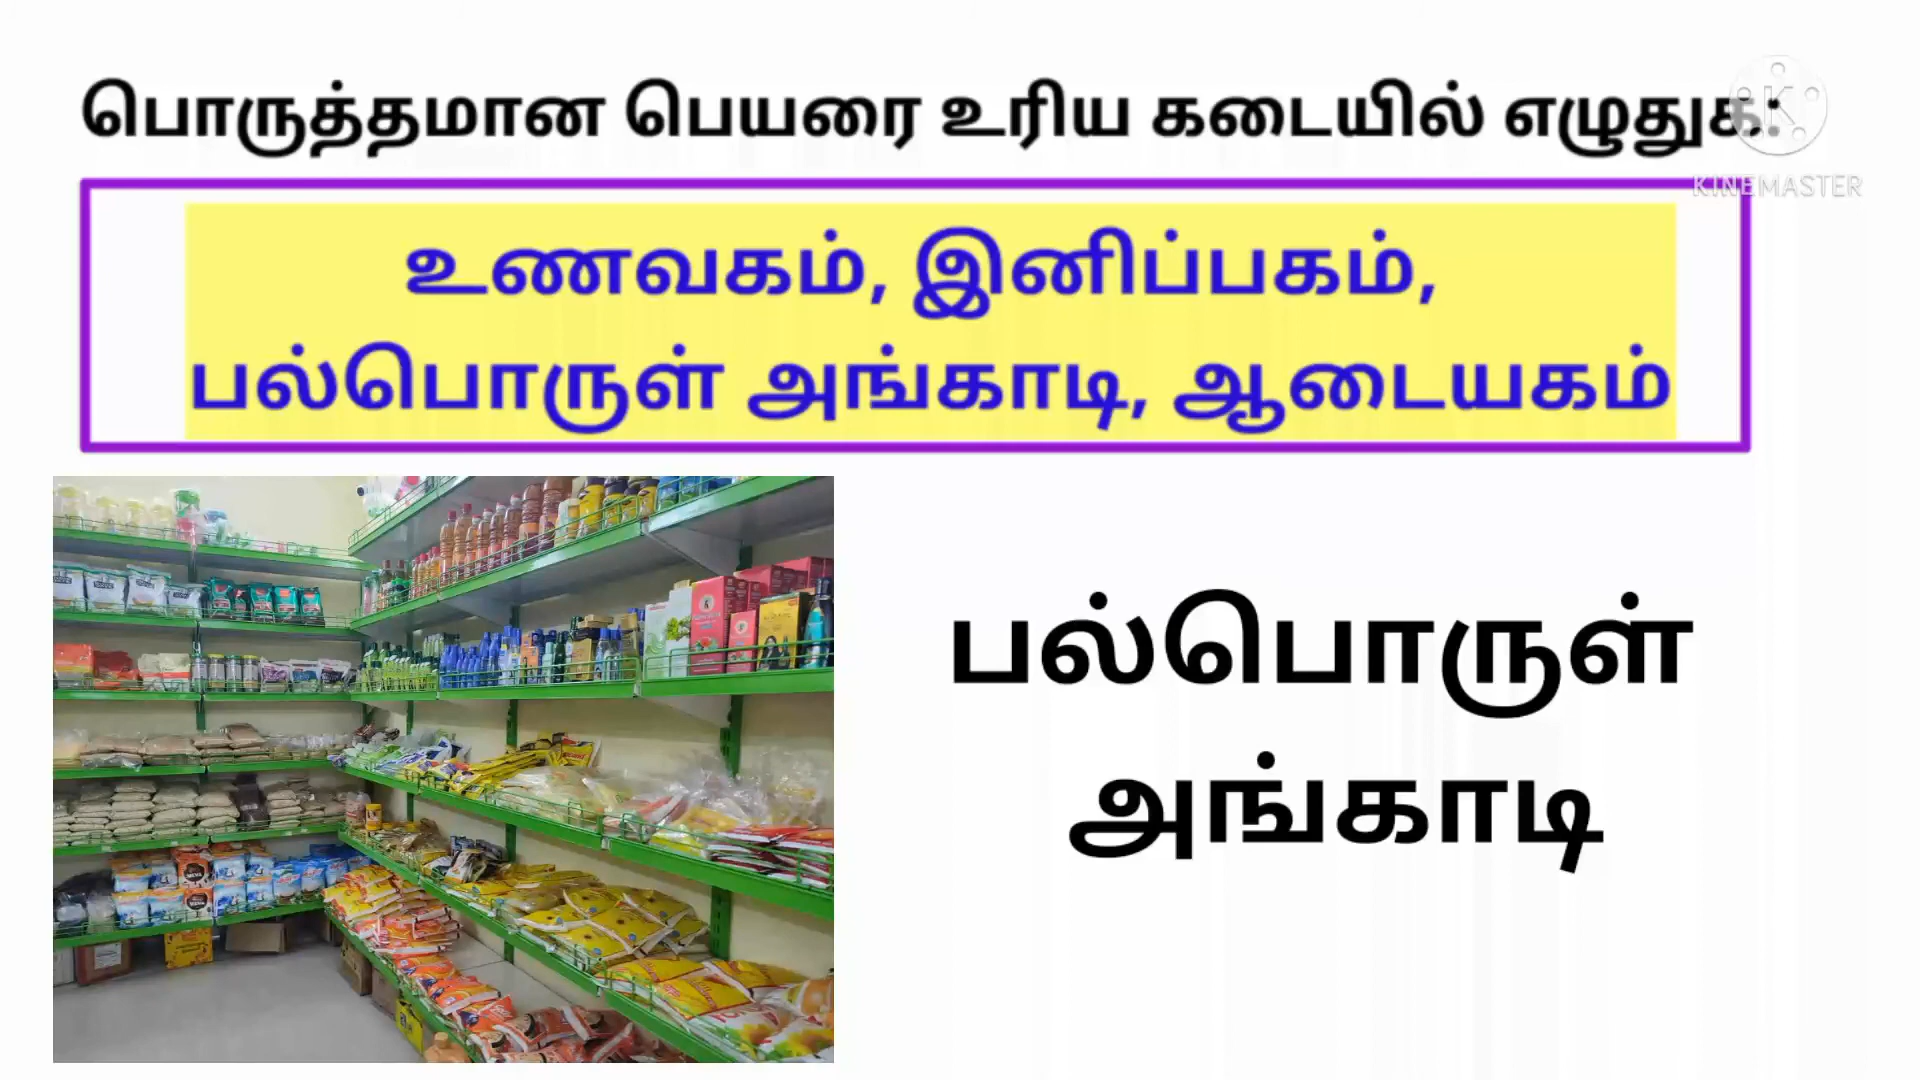 பொருத்தமான பெயரை உரிய கடையில் எழுதுக:
KINEMASTER
உணவகம், இனிப்பகம்,
பல்பொருள் அங்காடி, ஆடையகம்
பல்பொருள்
அங்காடி